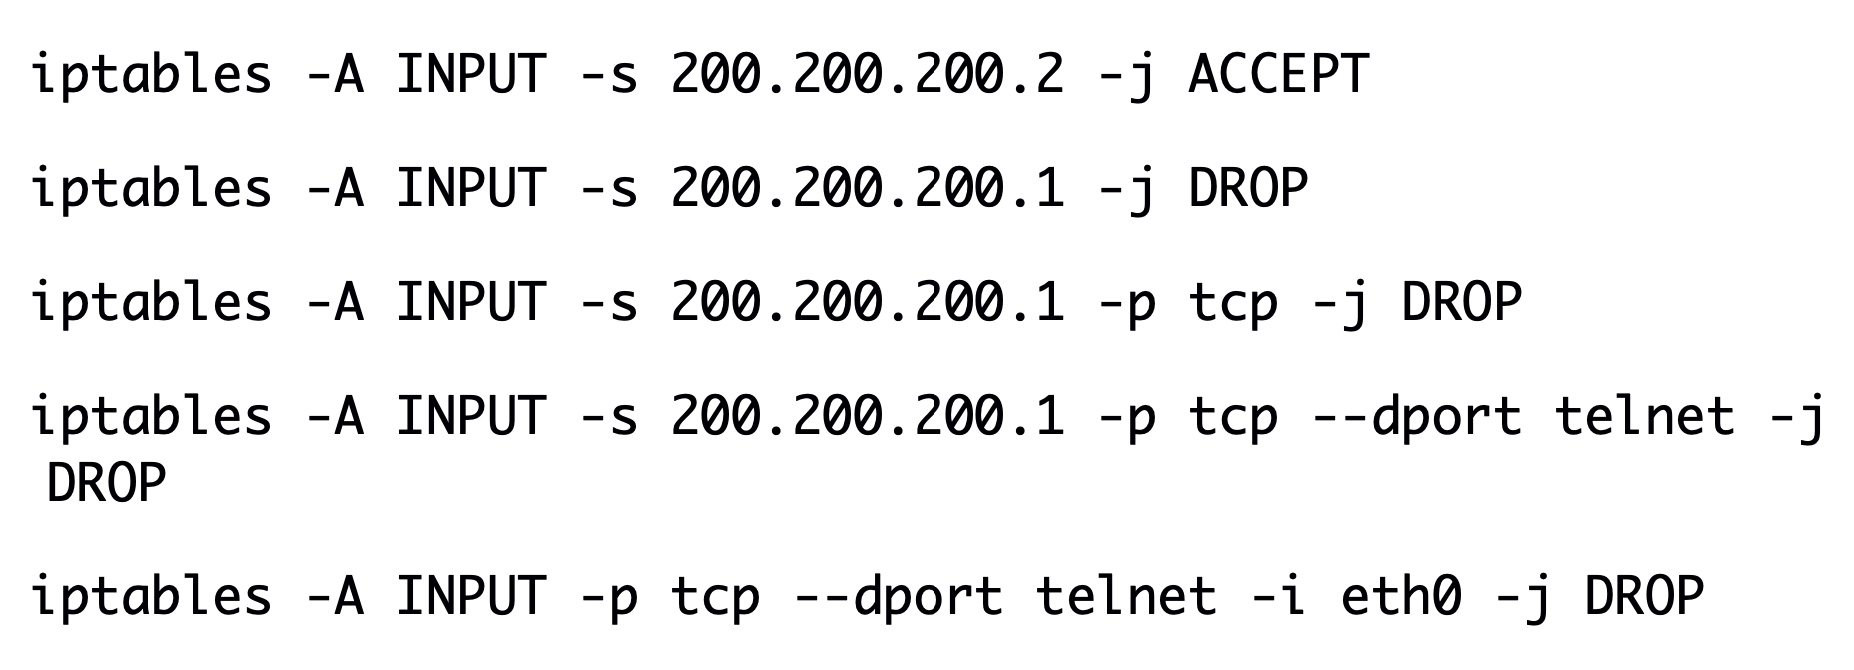 iptables -A INPUT -s 200.200.200.2 -j ACCEPT
iptables -A INPUT -s 200.200.200.1 -j DROP
iptables -A INPUT -s 200.200.200.1 -p tcp -j DROP
iptables -A INPUT -s 200.200.200.1 -p tcp --dport telnet -j
DROP
iptables -A INPUT -p tcp --dport telnet -i eth0 -j DROP